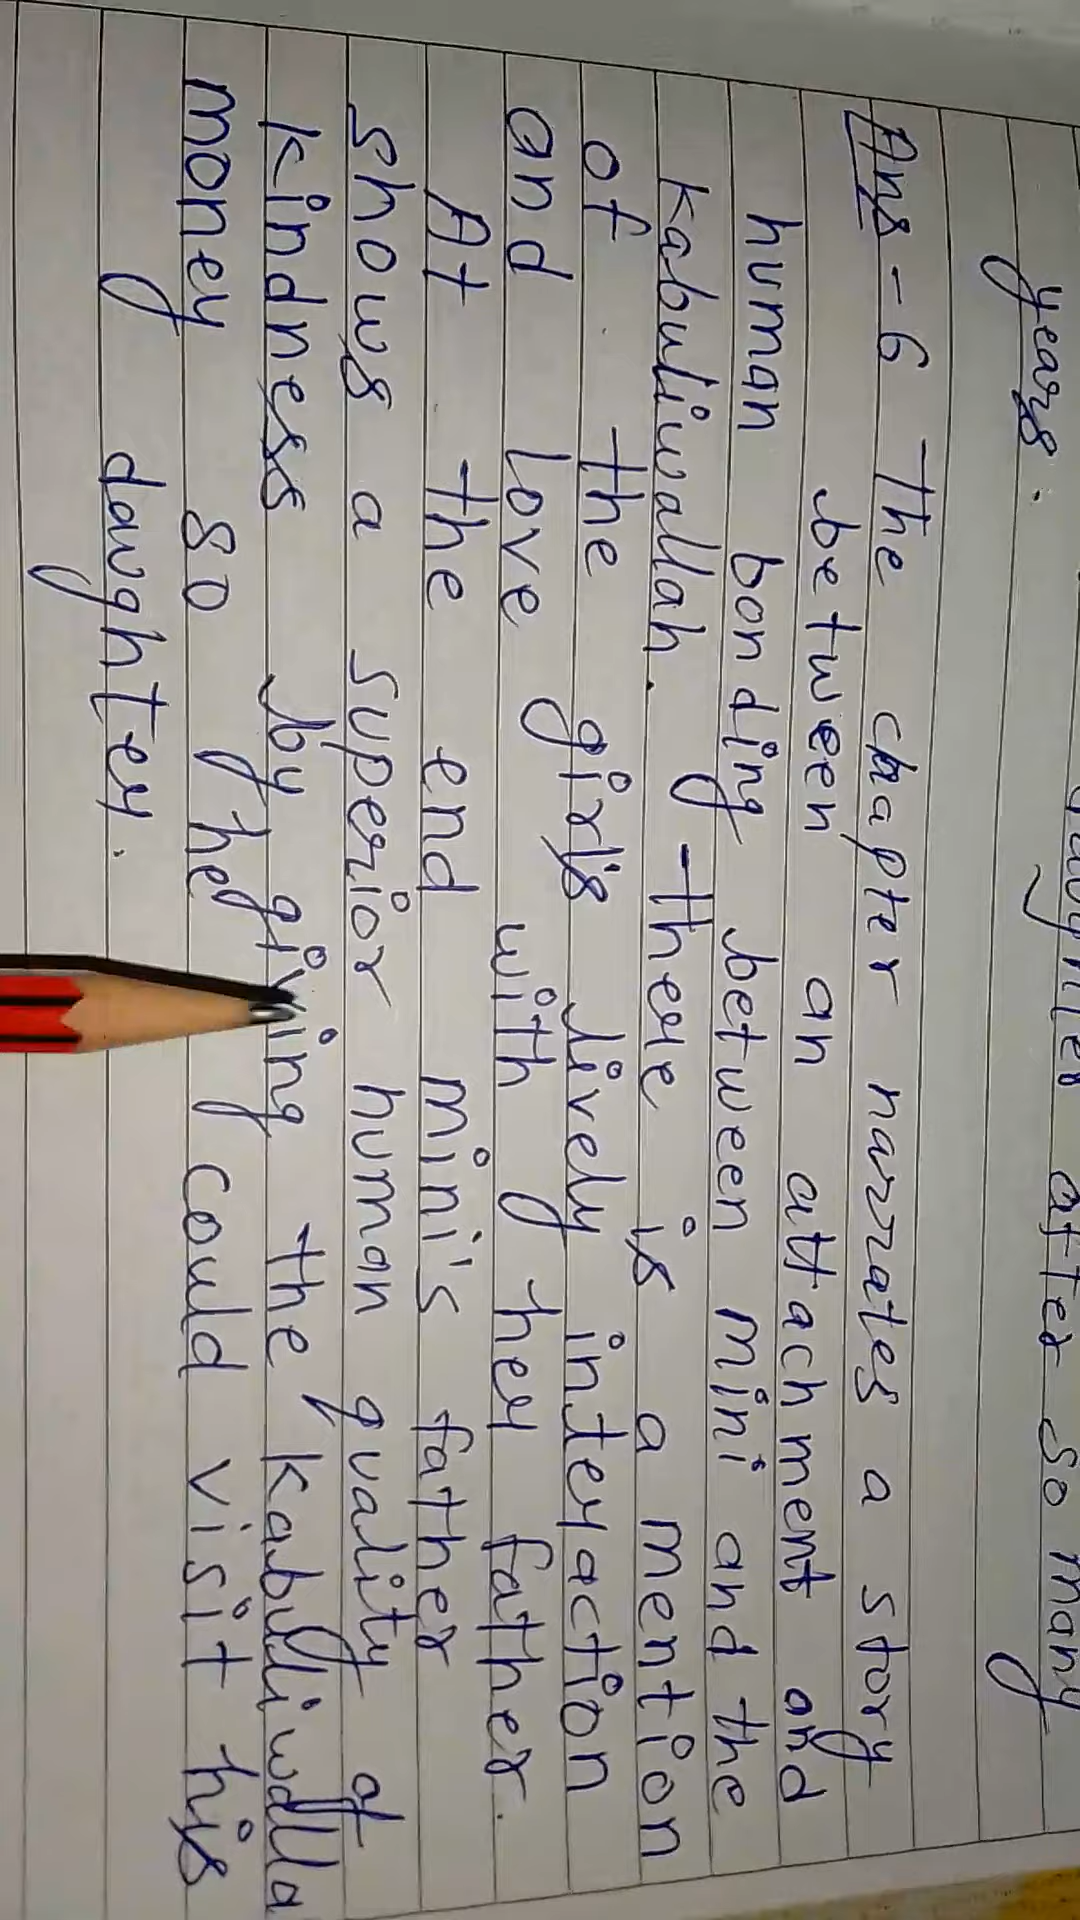 daughter after so many
years.
Ans-6 The chapter narrates a story
between an attachment and
human bonding between mini and the
Kabuliwallah. There is a mention
of the girl's lively interaction
and love with her father.
At the end mini's father
shows a superior human quality of
kindness by giving the Kabuliwalla
money so he could visit his
daughter.